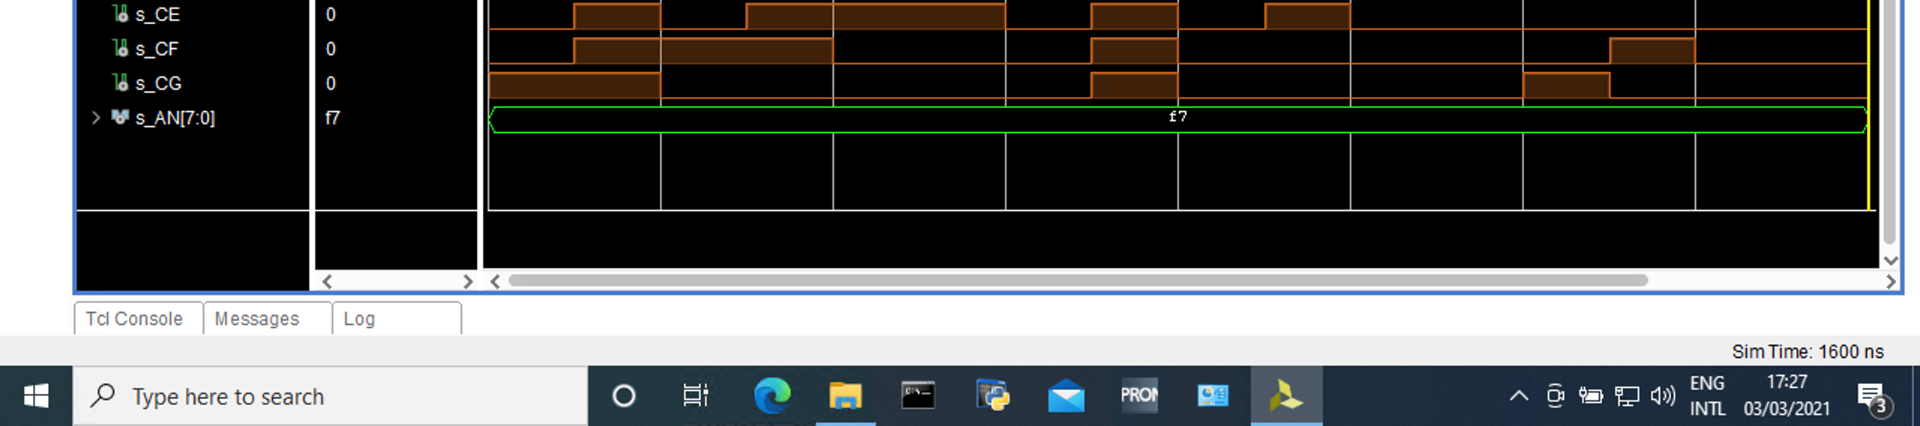 s_CE 0
s_CF 0
s_CG 0
s_AN[7:0] f7 f7
Tcl Console Messages Log
Sim Time: 1600 ns
Type here to search PRON ENG 17:27
INTL 03/03/2021 3